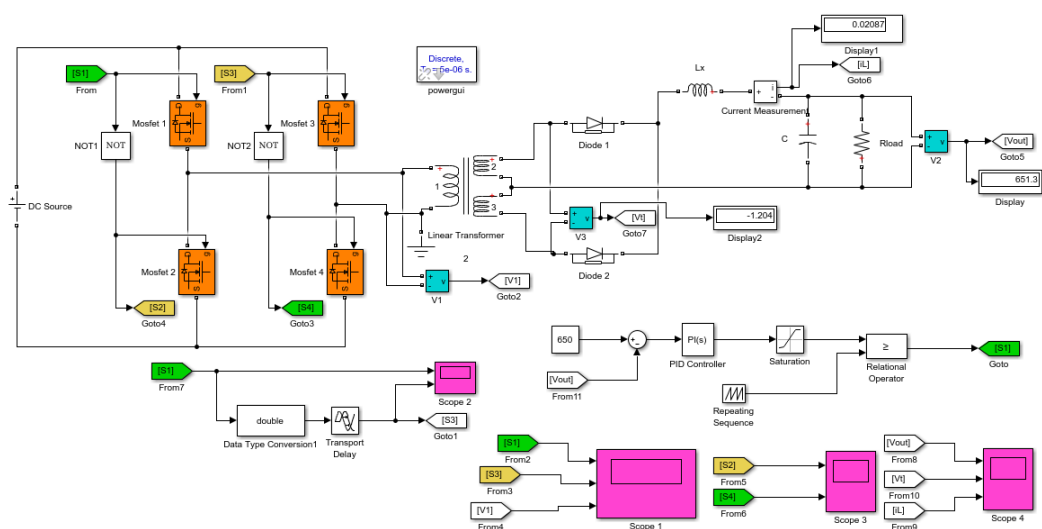 0.02087
Display1
[iL]
Goto6
[S1]
From
[S3]
From1
Discrete,
5e-06 s.
powergui
Lx
+
i
-
Current Measurement
D
g
S
Mosfet 1
Mosfet 3
NOT
NOT1
NOT
NOT2
Diode 1
C
Rload
+
-
v
V2
[Vout]
Goto5
651.3
Display
DC Source
1
2
3
Linear Transformer
2
+
-
v
V3
[Vt]
Goto7
-1.204
Display2
Diode 2
Mosfet 2
Mosfet 4
+
-
v
V1
[V1]
Goto2
[S2]
Goto4
[S4]
Goto3
650
PI(s)
PID Controller
Saturation
≥
Relational
Operator
[S1]
Goto
[Vout]
From11
Repeating
Sequence
[S1]
From7
Scope 2
double
Data Type Conversion1
Transport
Delay
[S3]
Goto1
[S1]
From2
[S3]
From3
[V1]
From4
Scope 1
[S2]
From5
[S4]
From6
Scope 3
[Vout]
From8
[Vt]
From10
[iL]
From9
Scope 4